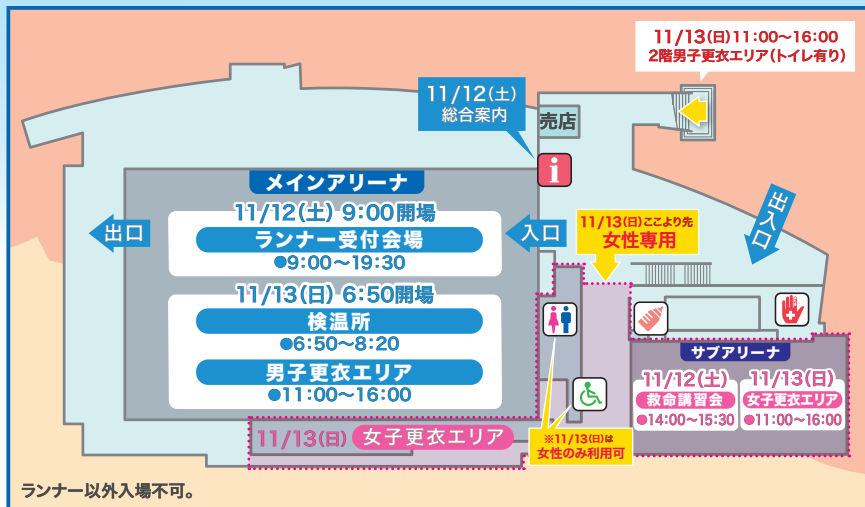 11/13(日)11:00〜16:00
2階男子更衣エリア(トイレ有り)
11/12(土)
総合案内
売店
i
メインアリーナ
11/12(土) 9:00開場
ランナー受付会場
●9:00〜19:30
11/13(日) 6:50開場
検温所
●6:50〜8:20
男子更衣エリア
●11:00〜16:00
出口
入口
11/13(日)ここより先
女性専用
出入口
サブアリーナ
11/12(土)
救命講習会
●14:00〜15:30
11/13(日)
女子更衣エリア
●11:00〜16:00
11/13(日) 女子更衣エリア
※11/13(日)は
女性のみ利用可
ランナー以外入場不可。